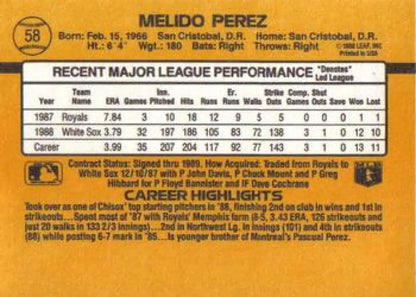 58
MELIDO PEREZ
Born: Feb. 15, 1966 San Cristobal, D.R. Home: San Cristobal, D.R.
Ht.: 6'4" Wgt.: 180 Bats: Right Throws: Right
©1988 LEAF, INC.
Printed in USA
RECENT MAJOR LEAGUE PERFORMANCE "Denotes" Led League
Year Team Name ERA Games Inn. Pitched Hits Runs Er. Runs Walks Strike Outs Comp. Games Shut Outs Save Won Lost
1987 Royals 7.84 3 10 18 12 9 5 5 0 0 0 1 1
1988 White Sox 3.79 32 197 186 105 83 72 138 3 1 0 12 10
Career 3.99 35 207 204 117 92 77 143 3 1 0 13 11
Contract Status: Signed thru 1989. How Acquired: Traded from Royals to
White Sox 12/10/87 with P John Davis, P Chuck Mount and P Greg
Hibbard for P Floyd Bannister and IF Dave Cochrane
CAREER HIGHLIGHTS
Took over as one of Chisox' top starting pitchers in '88, finishing 2nd on club in wins and 1st in
strikeouts...Spent most of '87 with Royals' Memphis farm (8-5, 3.43 ERA, 126 strikeouts and
just 20 walks in 133 2/3 innings)...2nd in Northwest Lg. in innings (101) and 4th in strikeouts
(88) while posting 6-7 mark in '85...Is younger brother of Montreal's Pascual Perez.